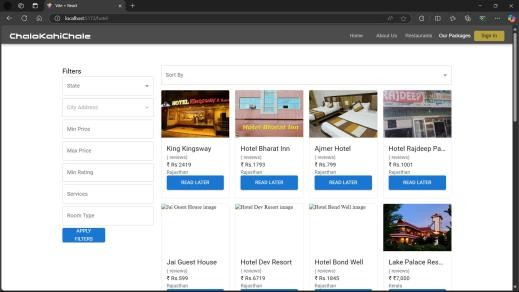 Vite + React
localhost:5173/hotel
ChaloKahiChale
Home
About Us
Restaurants
Our Packages
Sign In
Filters
State
City Address
Min Price
Max Price
Min Rating
Services
Room Type
APPLY
FILTERS
Sort By
King Kingsway
( reviews)
₹ Rs.2419
Rajasthan
READ LATER
Hotel Bharat Inn
Hotel Bharat Inn
( reviews)
₹ Rs.1793
Rajasthan
READ LATER
Ajmer Hotel
( reviews)
₹ Rs.799
Rajasthan
READ LATER
RAJDEEP
Hotel Rajdeep Pa...
( reviews)
₹ Rs.1001
Rajasthan
READ LATER
Jai Guest House image
Jai Guest House
( reviews)
₹ Rs 599
Rajasthan
Hotel Dev Resort image
Hotel Dev Resort
( reviews)
₹ Rs.6719
Rajasthan
Hotel Bond Well image
Hotel Bond Well
( reviews)
₹ Rs 1845
Rajasthan
Lake Palace Res...
( reviews)
₹ ₹7,000
Kerala